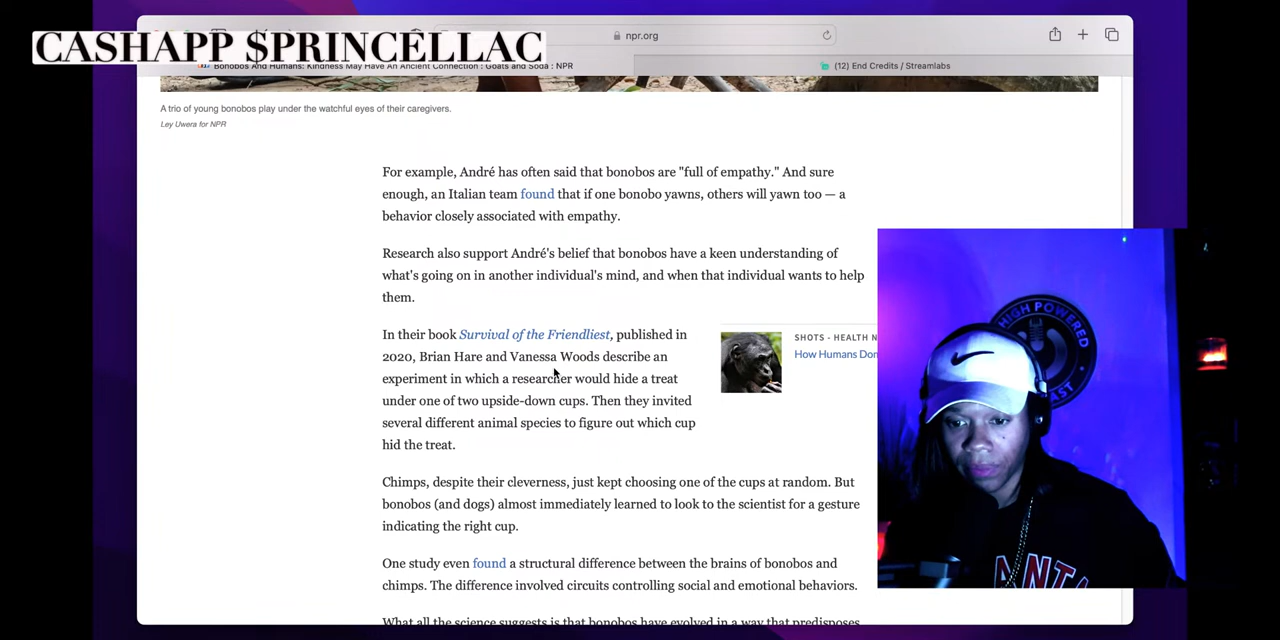 CASHAPP $PRINCELLAC
npr.org
Bonobos And Humans: Kindness May Have An Ancient Connection : Goats and Soda : NPR
(12) End Credits / Streamlabs
A trio of young bonobos play under the watchful eyes of their caregivers.
Ley Uwera for NPR
For example, André has often said that bonobos are "full of empathy." And sure
enough, an Italian team found that if one bonobo yawns, others will yawn too — a
behavior closely associated with empathy.
Research also support André's belief that bonobos have a keen understanding of
what's going on in another individual's mind, and when that individual wants to help
them.
In their book Survival of the Friendliest, published in
2020, Brian Hare and Vanessa Woods describe an
experiment in which a researcher would hide a treat
under one of two upside-down cups. Then they invited
several different animal species to figure out which cup
hid the treat.
SHOTS - HEALTH N
How Humans Don
Chimps, despite their cleverness, just kept choosing one of the cups at random. But
bonobos (and dogs) almost immediately learned to look to the scientist for a gesture
indicating the right cup.
One study even found a structural difference between the brains of bonobos and
chimps. The difference involved circuits controlling social and emotional behaviors.
What all the science suggests is that bonobos have evolved in a way that predisposes
HIGH POWERED